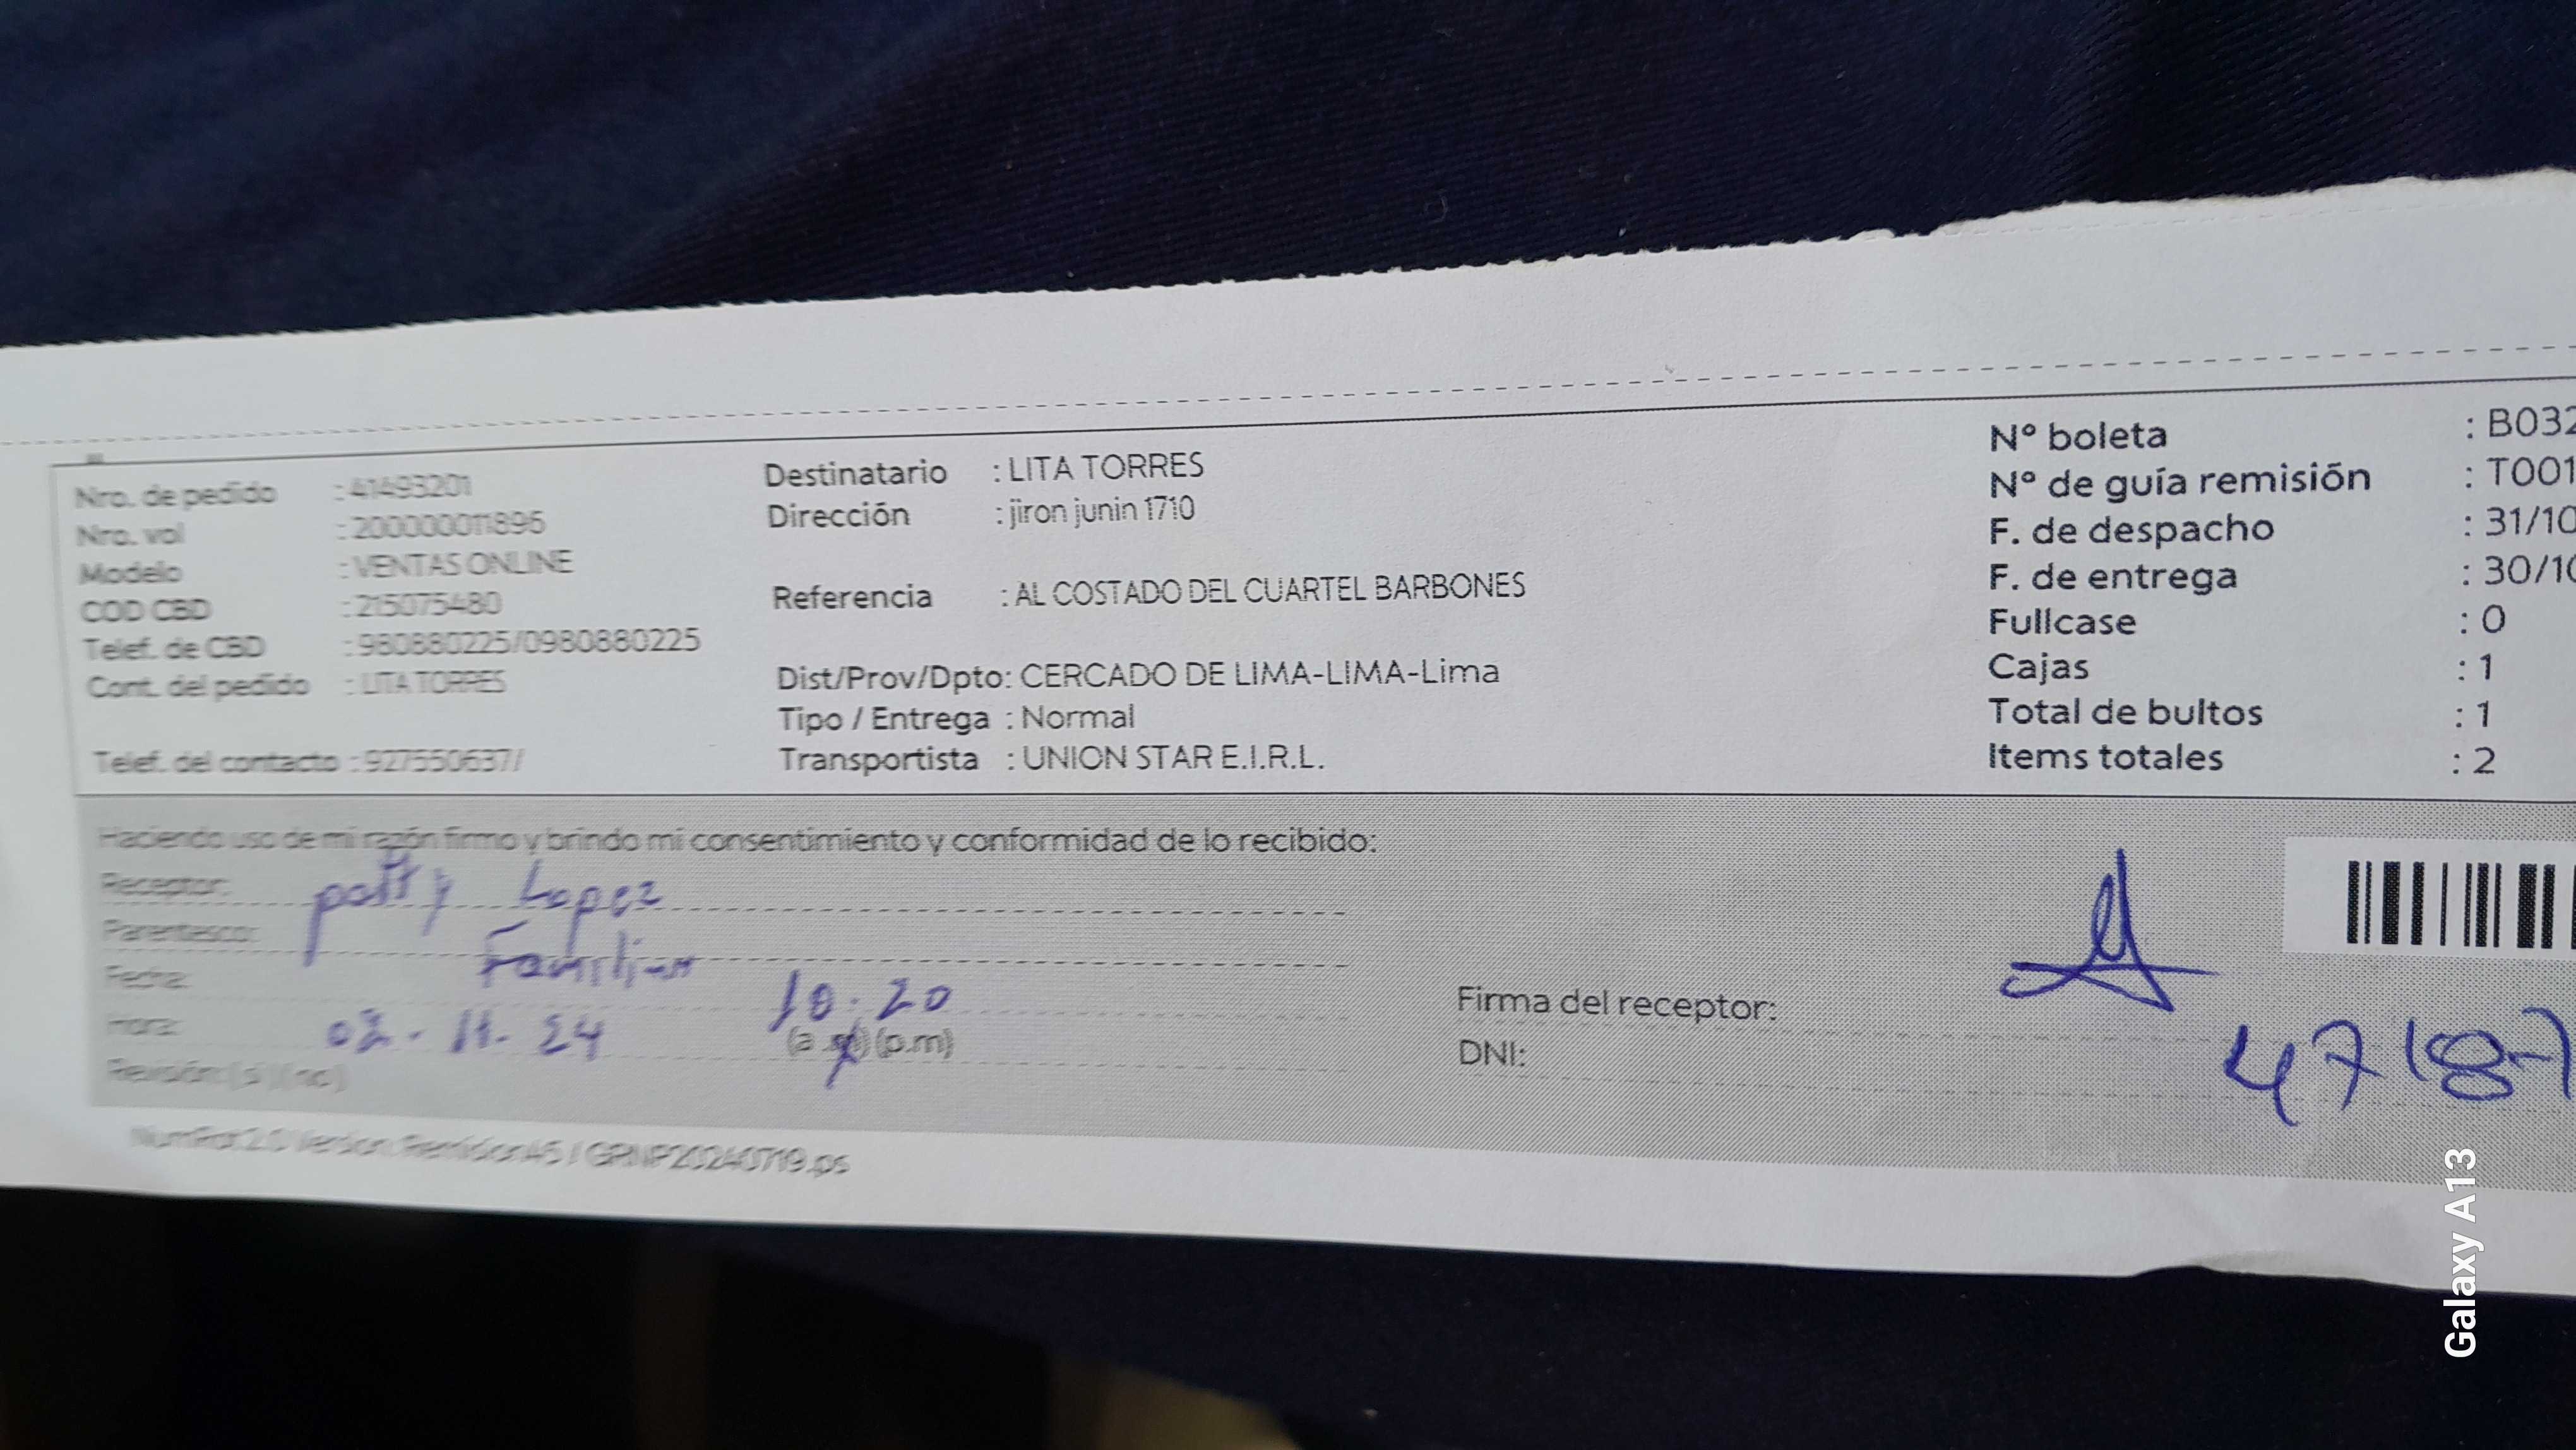 Nro. de pedido : 41493201
Nro. vol : 200000011896
Modelo : VENTAS ONLINE
COD CBD : 215075480
Telef. de CBD : 980880225/0980880225
Cont. del pedido : LITA TORRES
Telef. del contacto : 927550637/
Destinatario : LITA TORRES
Dirección : jiron junin 1710
Referencia : AL COSTADO DEL CUARTEL BARBONES
Dist/Prov/Dpto: CERCADO DE LIMA-LIMA-Lima
Tipo / Entrega : Normal
Transportista : UNION STAR E.I.R.L.
Nº boleta : B032
Nº de guía remisión : T001
F. de despacho : 31/10
F. de entrega : 30/10
Fullcase : 0
Cajas : 1
Total de bultos : 1
Items totales : 2
Haciendo uso de mi razón firmo y brindo mi consentimiento y conformidad de lo recibido:
Receptor: patty Lopez
Parentesco: Familiar
Fecha:
Hora: 02.11.24 10:20
(a.m) (p.m)
Revisión: (si) (no)
Firma del receptor:
DNI: 47187
GRNP20240719.ps
Galaxy A13